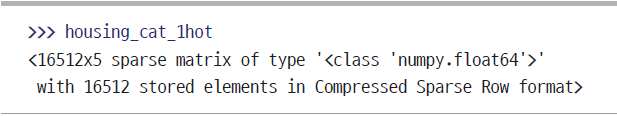 >>> housing_cat_1hot
<16512x5 sparse matrix of type '<class 'numpy.float64'>'
 with 16512 stored elements in Compressed Sparse Row format>